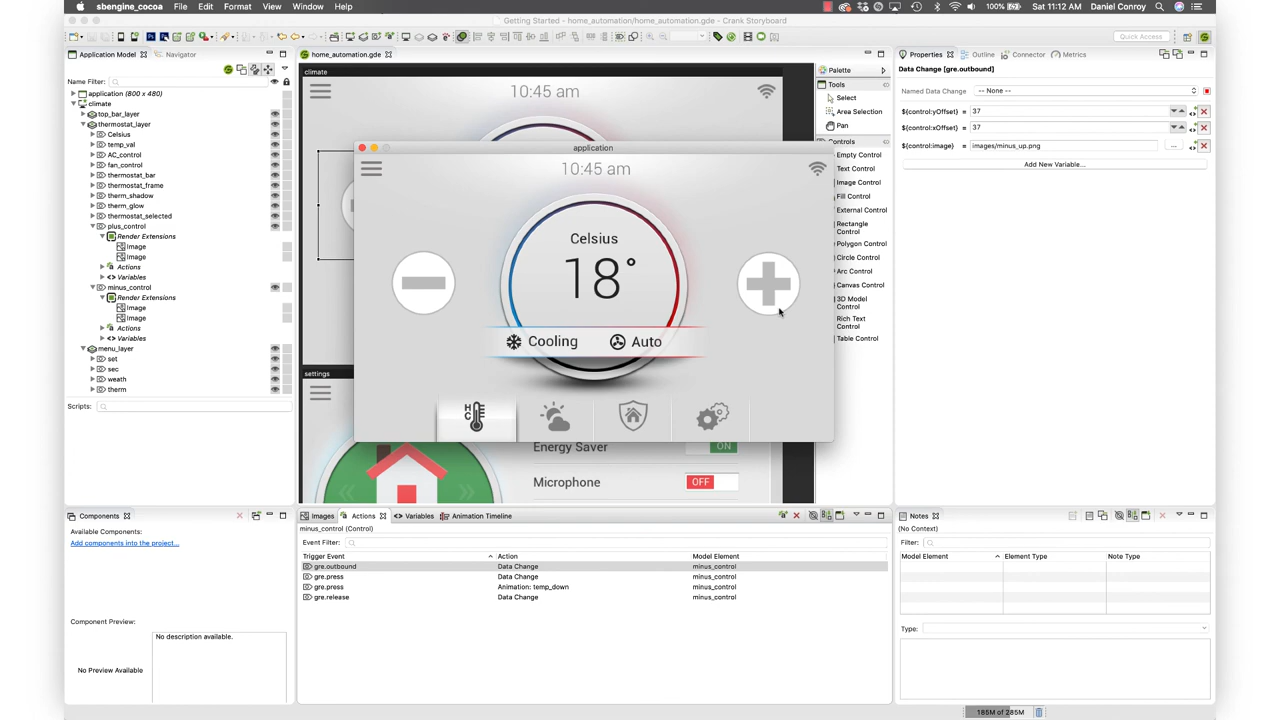 sbengine_cocoa File Edit Format View Window Help 100% Sat 11:12 AM Daniel Conroy
Getting Started - home_automation/home_automation.gde - Crank Storyboard
Quick Access
Application Model Navigator
Name Filter:
application (800 x 480)
climate
top_bar_layer
thermostat_layer
Celsius
temp_val
AC_control
fan_control
thermostat_bar
thermostat_frame
therm_shadow
therm_glow
thermostat_selected
plus_control
Render Extensions
Image
Image
Actions
Variables
minus_control
Render Extensions
Image
Image
Actions
Variables
menu_layer
set
sec
weath
therm
Scripts:
home_automation.gde
climate
10:45 am
application
10:45 am
Celsius
18°
Cooling Auto
settings
Energy Saver ON
Microphone OFF
Palette
Tools
Select
Area Selection
Pan
Controls
Empty Control
Text Control
Image Control
Fill Control
External Control
Rectangle
Control
Polygon Control
Circle Control
Arc Control
Canvas Control
3D Model
Control
Rich Text
Control
Table Control
Properties Outline Connector Metrics
Data Change [gre.outbound]
Named Data Change: -- None --
${control:yOffset} = 37
${control:xOffset} = 37
${control:image} = images/minus_up.png ...
Add New Variable...
Components
Available Components:
Add components into the project...
Component Preview:
No description available.
No Preview Available
Images Actions Variables Animation Timeline
minus_control (Control)
Event Filter:
Trigger Event Action Model Element
gre.outbound Data Change minus_control
gre.press Data Change minus_control
gre.press Animation: temp_down minus_control
gre.release Data Change minus_control
Notes
(No Context)
Filter:
Model Element Element Type Note Type
Type:
185M of 285M